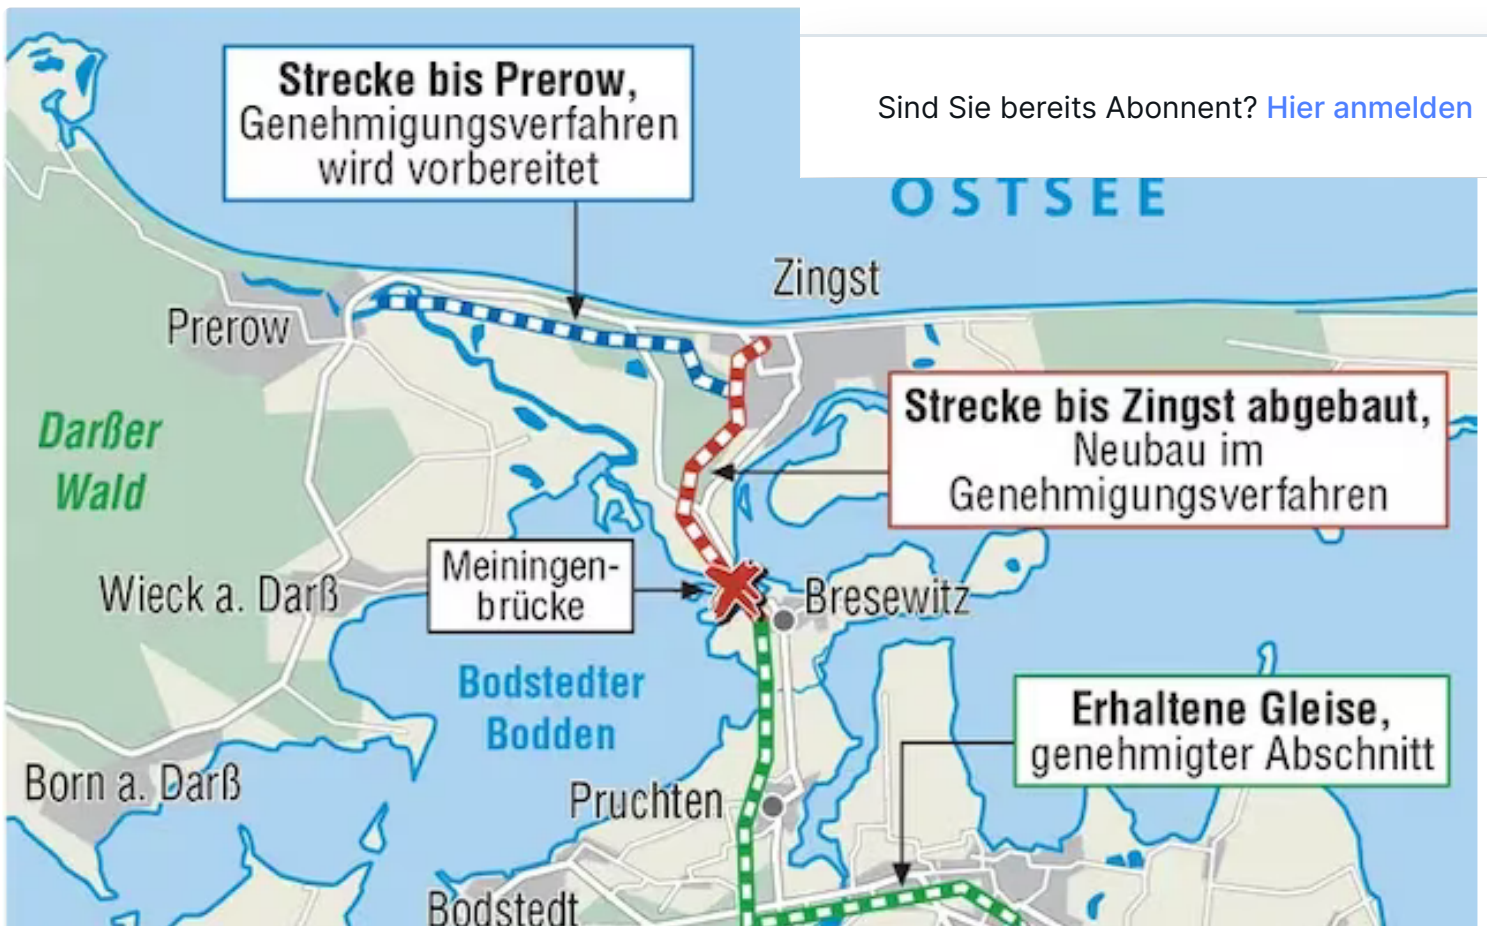 Sind Sie bereits Abonnent? Hier anmelden
Strecke bis Prerow,
Genehmigungsverfahren
wird vorbereitet
OSTSEE
Zingst
Prerow
Strecke bis Zingst abgebaut,
Neubau im
Genehmigungsverfahren
Darßer
Wald
Meiningen-
brücke
Wieck a. Darß
Bresewitz
Bodstedter
Bodden
Erhaltene Gleise,
genehmigter Abschnitt
Born a. Darß
Pruchten
Bodstedt